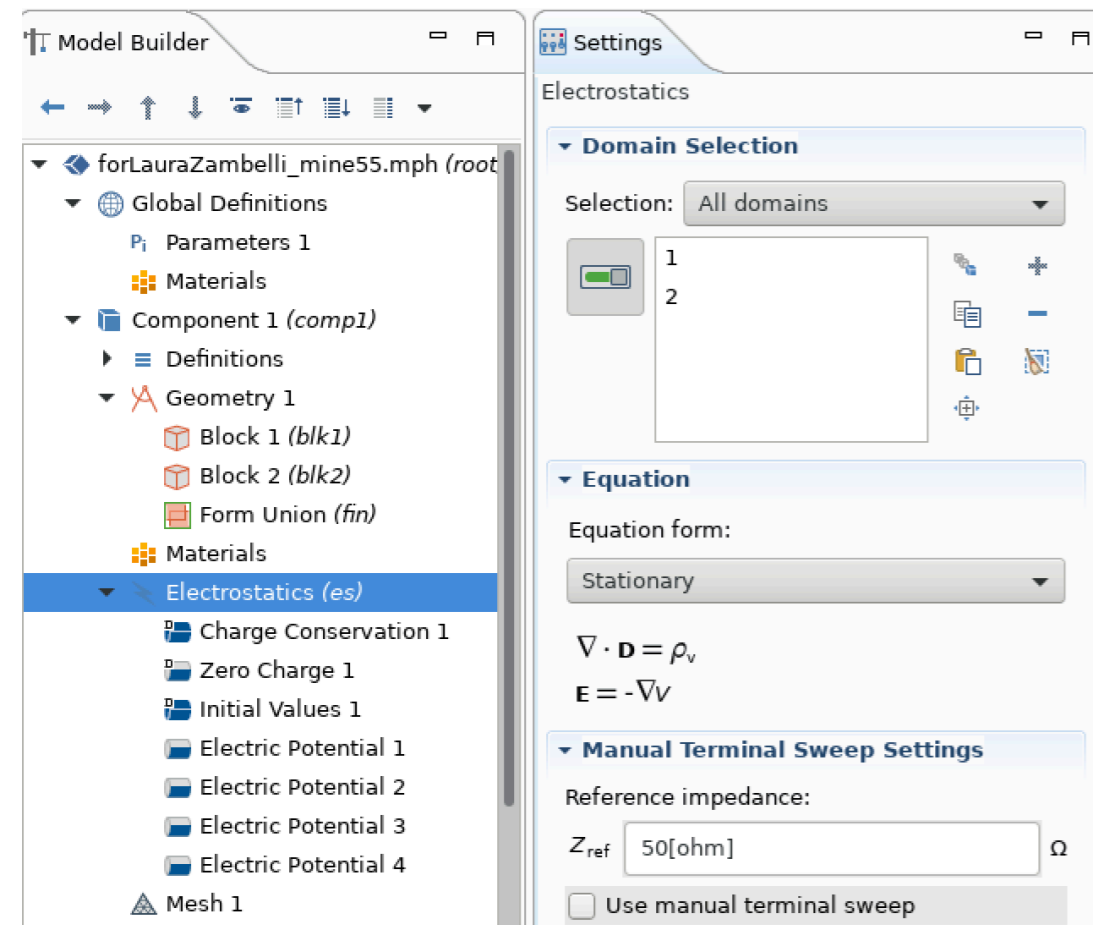 Model Builder
forLauraZambelli_mine55.mph (root
Global Definitions
Pi Parameters 1
Materials
Component 1 (comp1)
Definitions
Geometry 1
Block 1 (blk1)
Block 2 (blk2)
Form Union (fin)
Materials
Electrostatics (es)
Charge Conservation 1
Zero Charge 1
Initial Values 1
Electric Potential 1
Electric Potential 2
Electric Potential 3
Electric Potential 4
Mesh 1
Settings
Electrostatics
Domain Selection
Selection: All domains
1
2
Equation
Equation form:
Stationary
∇ · D = ρv
E = -∇V
Manual Terminal Sweep Settings
Reference impedance:
Zref 50[ohm] Ω
Use manual terminal sweep